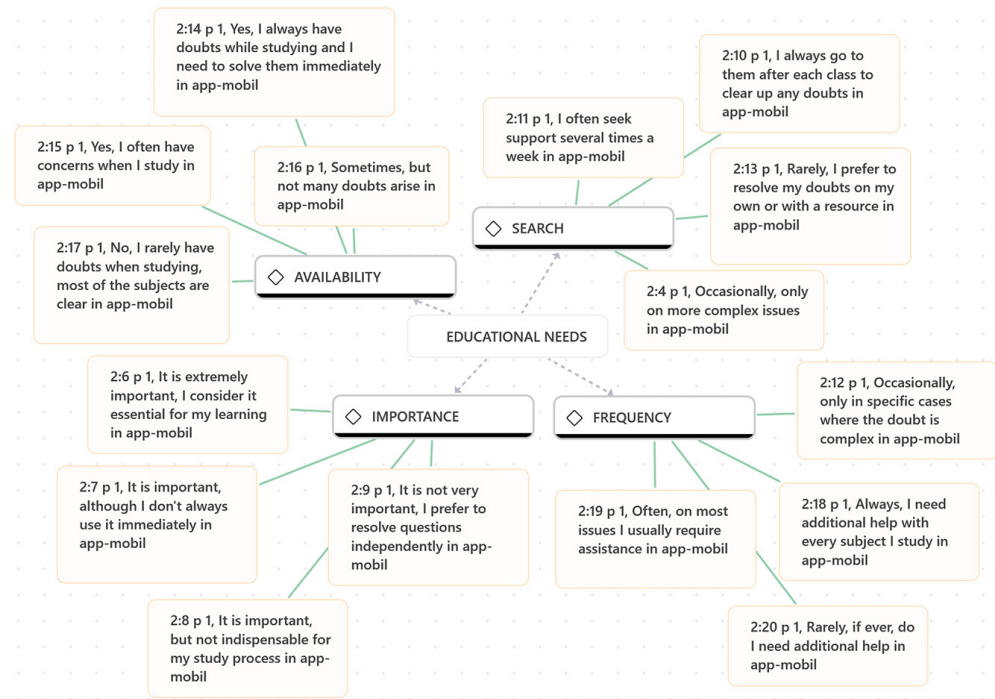 2:14 p 1, Yes, I always have
doubts while studying and I
need to solve them immediately
in app-mobil
2:15 p 1, Yes, I often have
concerns when I study in
app-mobil
2:16 p 1, Sometimes, but
not many doubts arise in
app-mobil
2:17 p 1, No, I rarely have
doubts when studying,
most of the subjects are
clear in app-mobil
AVAILABILITY
2:11 p 1, I often seek
support several times a
week in app-mobil
2:10 p 1, I always go to
them after each class to
clear up any doubts in
app-mobil
2:13 p 1, Rarely, I prefer to
resolve my doubts on my
own or with a resource in
app-mobil
SEARCH
2:4 p 1, Occasionally, only
on more complex issues
in app-mobil
EDUCATIONAL NEEDS
2:6 p 1, It is extremely
important, I consider it
essential for my learning
in app-mobil
IMPORTANCE
2:7 p 1, It is important,
although I don't always
use it immediately in
app-mobil
2:9 p 1, It is not very
important, I prefer to
resolve questions
independently in app-
mobil
2:8 p 1, It is important,
but not indispensable for
my study process in app-
mobil
FREQUENCY
2:12 p 1, Occasionally,
only in specific cases
where the doubt is
complex in app-mobil
2:19 p 1, Often, on most
issues I usually require
assistance in app-mobil
2:18 p 1, Always, I need
additional help with
every subject I study in
app-mobil
2:20 p 1, Rarely, if ever, do
I need additional help in
app-mobil